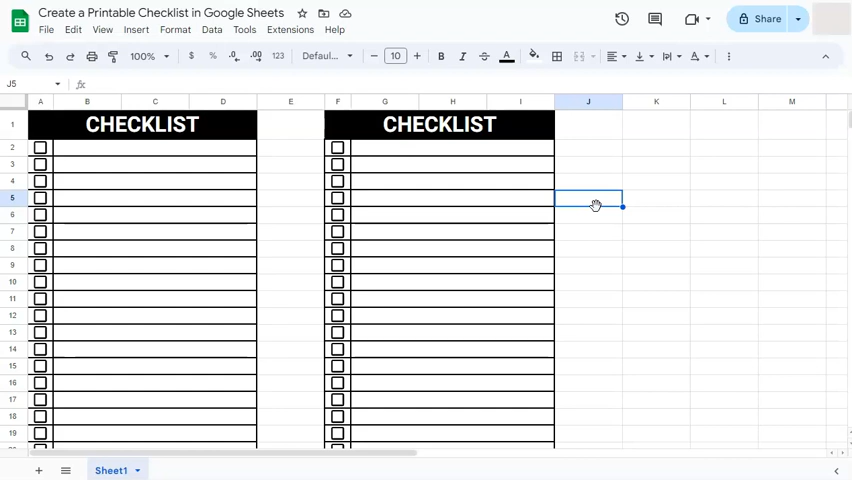 Create a Printable Checklist in Google Sheets
File Edit View Insert Format Data Tools Extensions Help
Share
100% $ % .0 .00 123 Defaul... 10 B I S A
J5 fx
A B C D E F G H I J K L M
1 CHECKLIST CHECKLIST
2
3
4
5
6
7
8
9
10
11
12
13
14
15
16
17
18
19
Sheet1